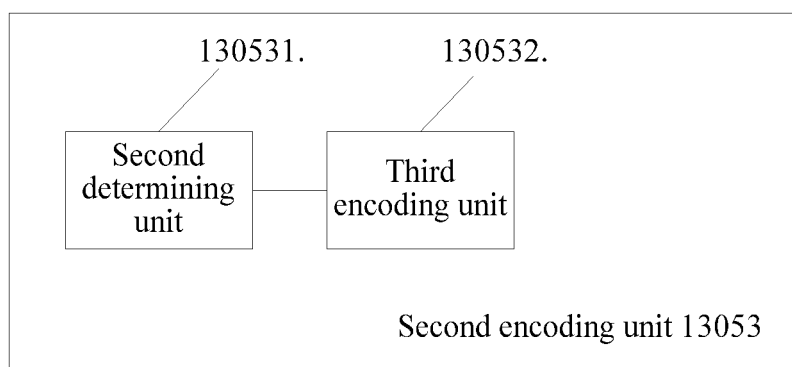 130531.
130532.
Second
determining
unit
Third
encoding unit
Second encoding unit 13053